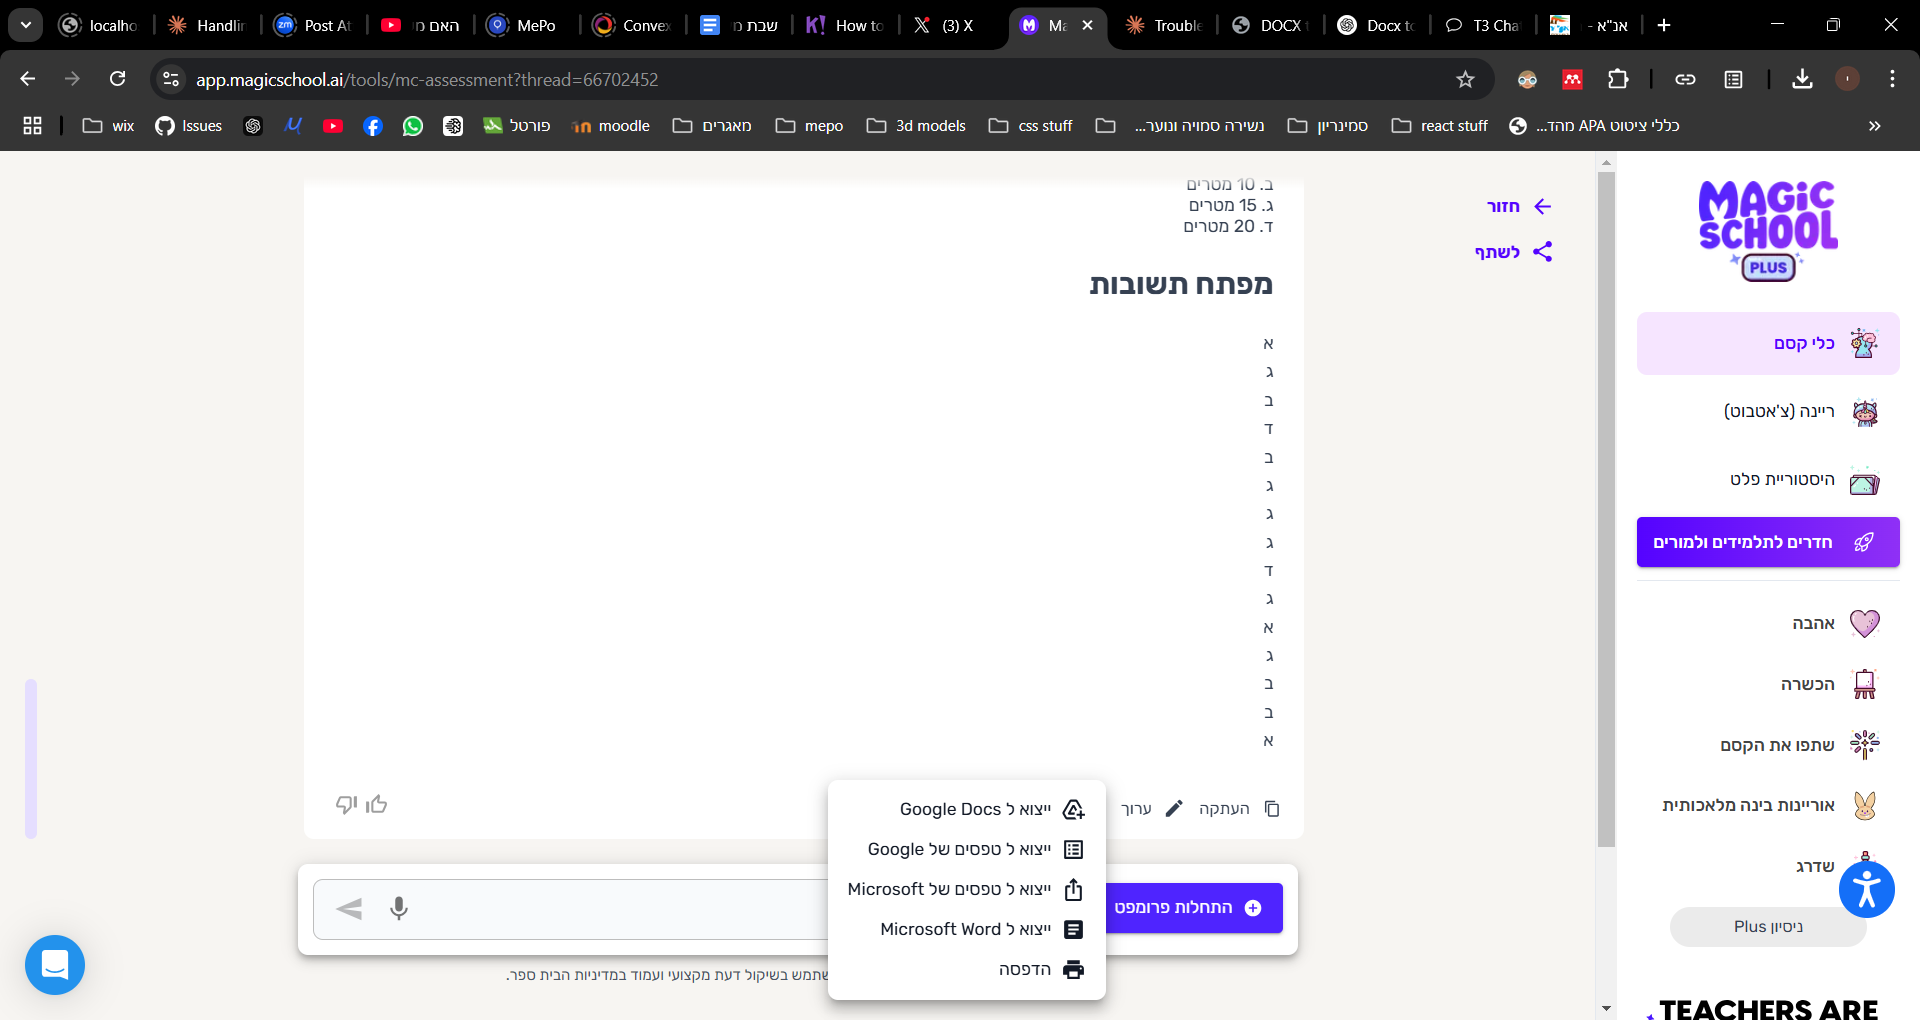 localho
Handlin
Post At
האם מי
MePo
Convex
שבת מי
How to
(3) X
Ma
Trouble
DOCX t
Docx to
T3 Cha
אנ"א -
app.magicschool.ai/tools/mc-assessment?thread=66702452
wix
Issues
פורטל
moodle
מאגרים
mepo
3d models
css stuff
נשירה סמויה ונוער...
סמינריון
react stuff
כללי ציטוט APA מהד...
ב. 10 מטרים
ג. 15 מטרים
ד. 20 מטרים
מפתח תשובות
א
ג
ב
ד
ב
ג
ג
ג
ד
ג
א
ג
ב
ב
א
העתקה
ערוך
ייצוא ל Google Docs
ייצוא ל טפסים של Google
ייצוא ל טפסים של Microsoft
ייצוא ל Microsoft Word
הדפסה
התחלות פרומפט
שתמש בשיקול דעת מקצועי ועמוד במדיניות הבית ספר.
חזור
לשתף
MAGIC SCHOOL
PLUS
כלי קסם
ריינה (צ'אטבוט)
היסטוריית פלט
חדרים לתלמידים ולמורים
אהבה
הכשרה
שתפו את הקסם
אוריינות בינה מלאכותית
שדרג
ניסיון Plus
TEACHERS ARE